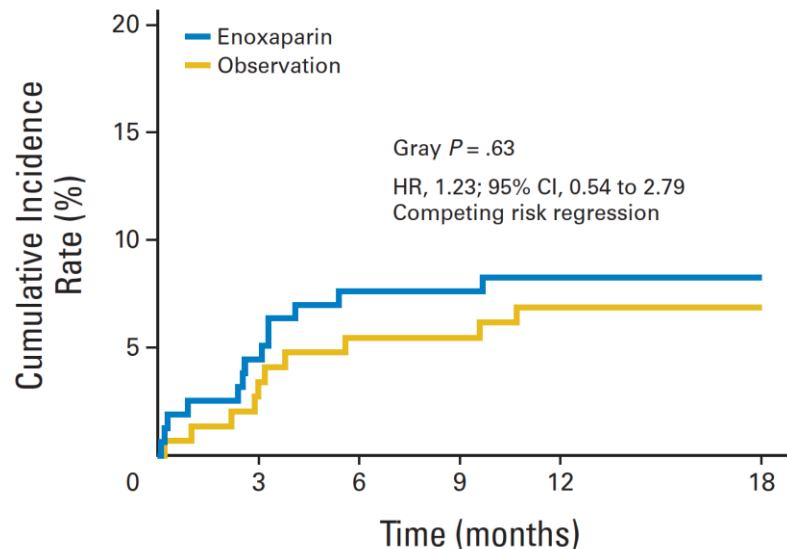 20
Enoxaparin
Observation
15
Gray P = .63
HR, 1.23; 95% CI, 0.54 to 2.79
Competing risk regression
10
5
Cumulative Incidence
Rate (%)
0
3
6
9
12
18
Time (months)